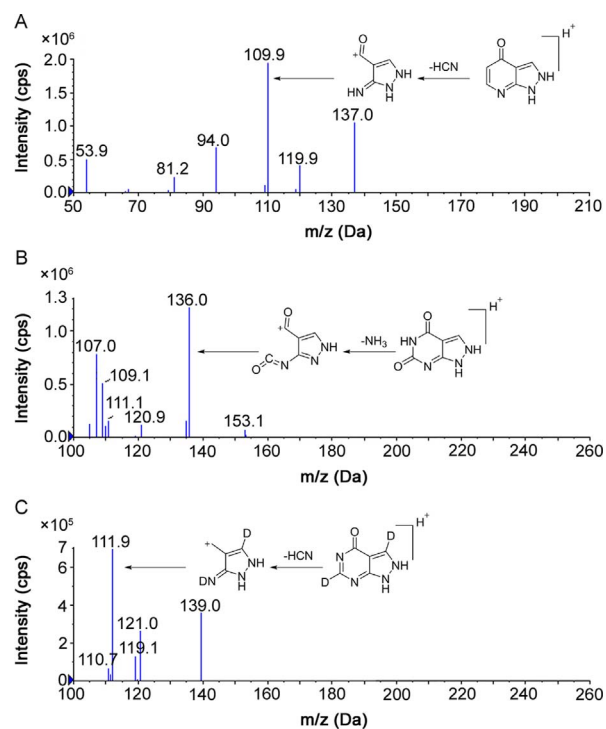 A
×10⁶
Intensity (cps)
2.0
1.5
1.0
0.5
0.0
53.9
81.2
94.0
109.9
119.9
137.0
50
70
90
110
130
150
170
190
210
m/z (Da)
O
+
NH
HN
N
H
-HCN
O
N
N
H
NH
H⁺
B
×10⁶
Intensity (cps)
1.3
1.0
0.5
0.0
107.0
109.1
111.1
120.9
136.0
153.1
100
120
140
160
180
200
220
240
260
m/z (Da)
O
+
NH
N
O
C
N
-NH₃
O
HN
O
N
N
H
NH
H⁺
C
×10⁵
Intensity (cps)
7
6
4
2
0
110.7
111.9
119.1
121.0
139.0
100
120
140
160
180
200
220
240
260
m/z (Da)
+
D
NH
DN
N
H
-HCN
O
D
N
D
N
N
H
NH
H⁺